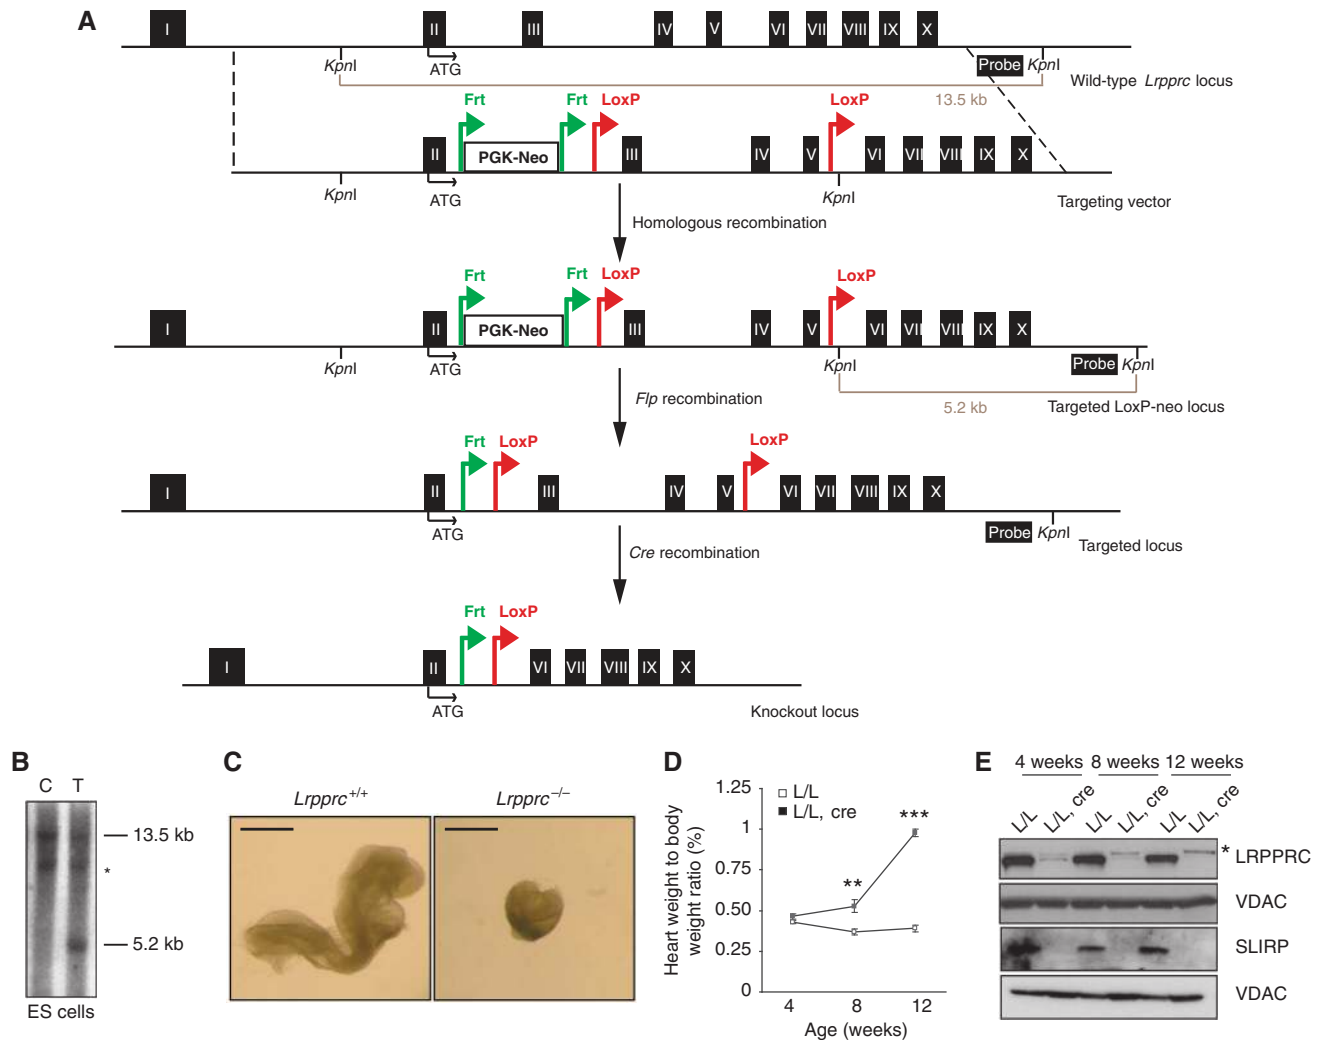 A
I II III IV V VI VII VIII IX X
KpnI ATG Probe KpnI
Wild-type Lrpprc locus
13.5 kb
Frt Frt LoxP LoxP
II PGK-Neo III IV V VI VII VIII IX X
KpnI ATG KpnI
Targeting vector
Homologous recombination
Frt Frt LoxP LoxP
I II PGK-Neo III IV V VI VII VIII IX X
KpnI ATG KpnI Probe KpnI
5.2 kb
Targeted LoxP-neo locus
Flp recombination
Frt LoxP LoxP
I II III IV V VI VII VIII IX X
ATG Probe KpnI
Targeted locus
Cre recombination
Frt LoxP
I II VI VII VIII IX X
ATG
Knockout locus
B
C T
13.5 kb
*
5.2 kb
ES cells
C
Lrpprc+/+ Lrpprc−/−
D
Heart weight to body
weight ratio (%)
1.25
1
0.75
0.50
0.25
0
L/L
L/L, cre
**
***
4 8 12
Age (weeks)
E
4 weeks 8 weeks 12 weeks
L/L L/L, cre L/L L/L, cre L/L L/L, cre
* LRPPRC
VDAC
SLIRP
VDAC